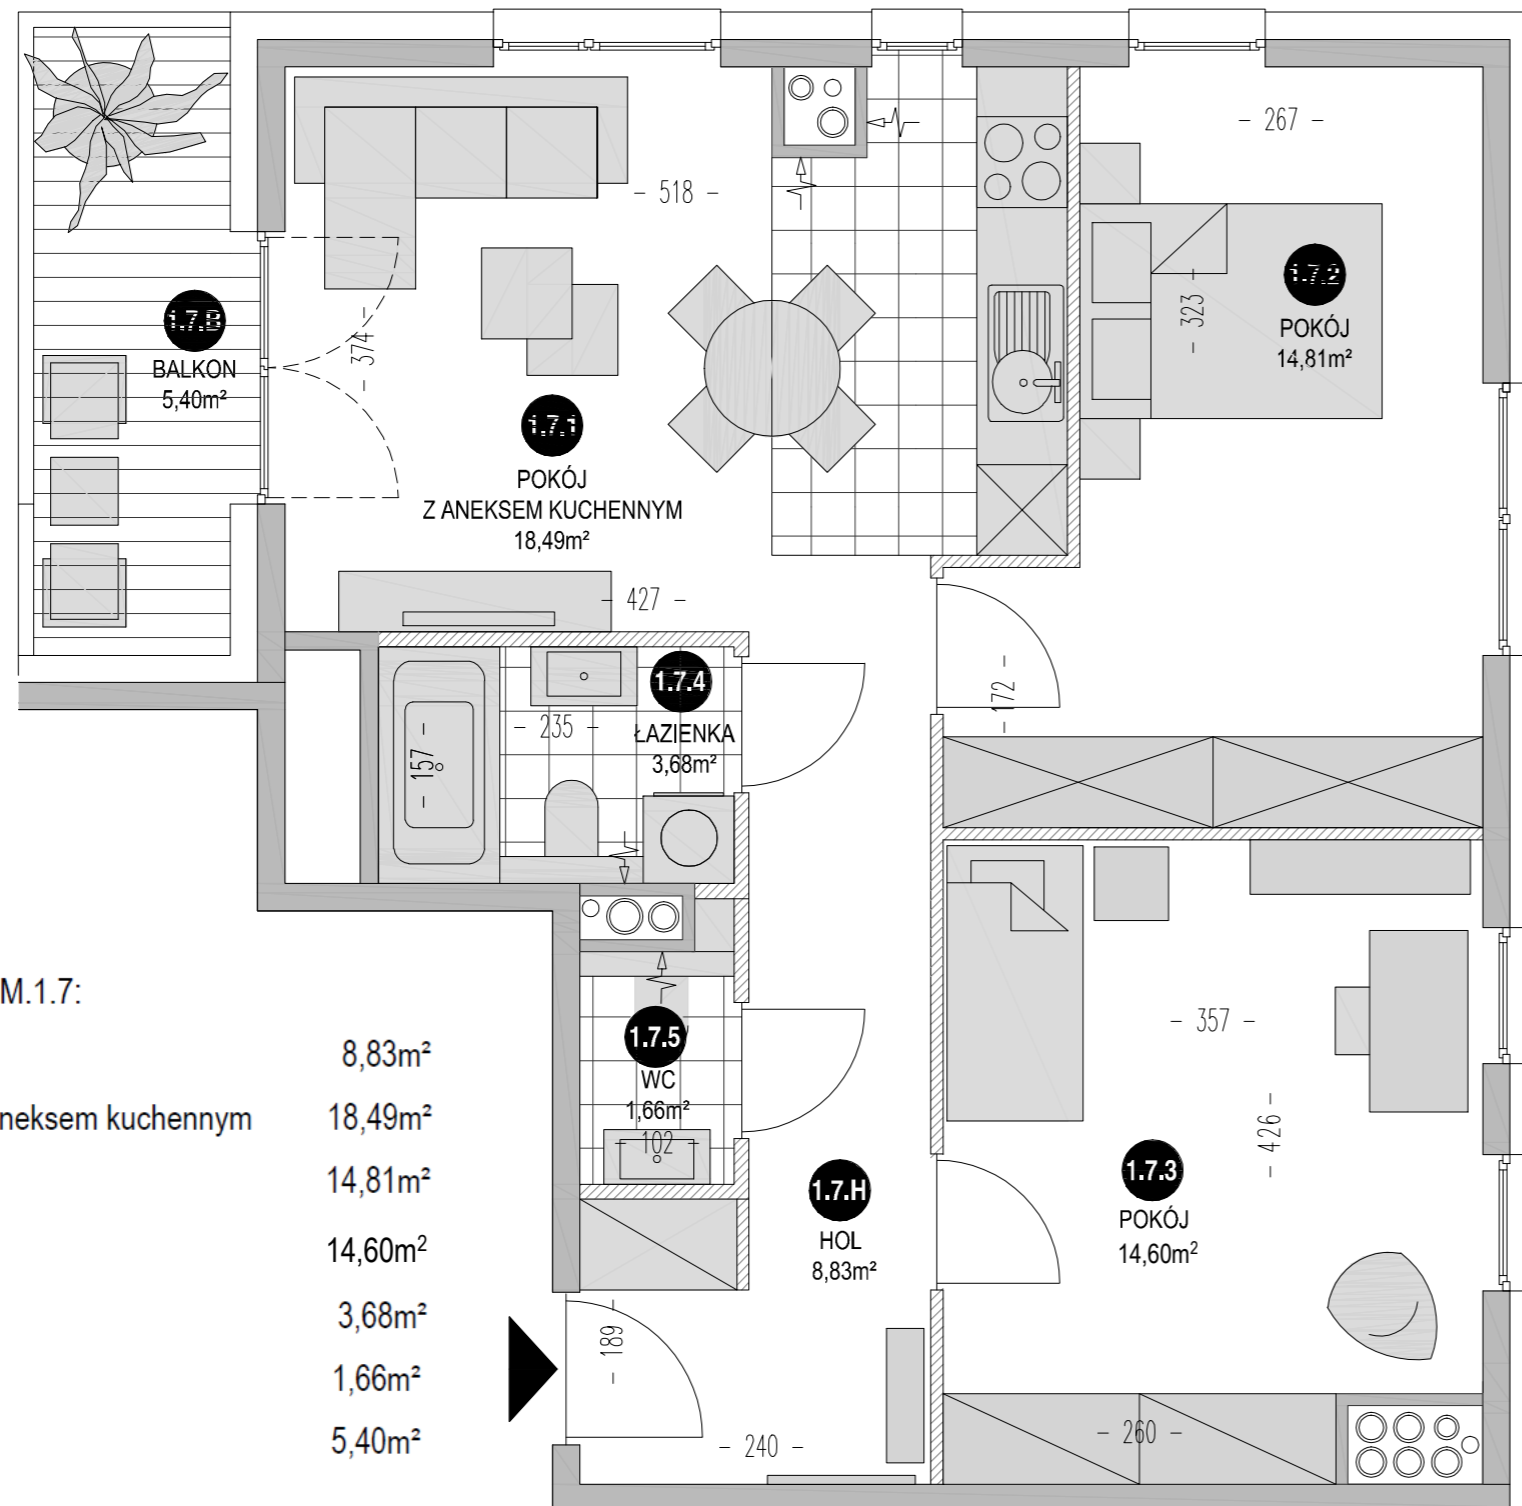 - 267 -
- 518 -
1.7.2
POKÓJ
14,81m²
- 323 -
1.7.B
BALKON
5,40m²
- 374 -
1.7.1
POKÓJ
Z ANEKSEM KUCHENNYM
18,49m²
- 427 -
1.7.4
ŁAZIENKA
3,68m²
- 235 -
- 157 -
- 172 -
M.1.7:
8,83m²
neksem kuchennym 18,49m²
14,81m²
14,60m²
3,68m²
1,66m²
5,40m²
1.7.5
WC
1,66m²
- 102 -
- 357 -
- 426 -
1.7.H
HOL
8,83m²
1.7.3
POKÓJ
14,60m²
- 189 -
- 240 -
- 260 -